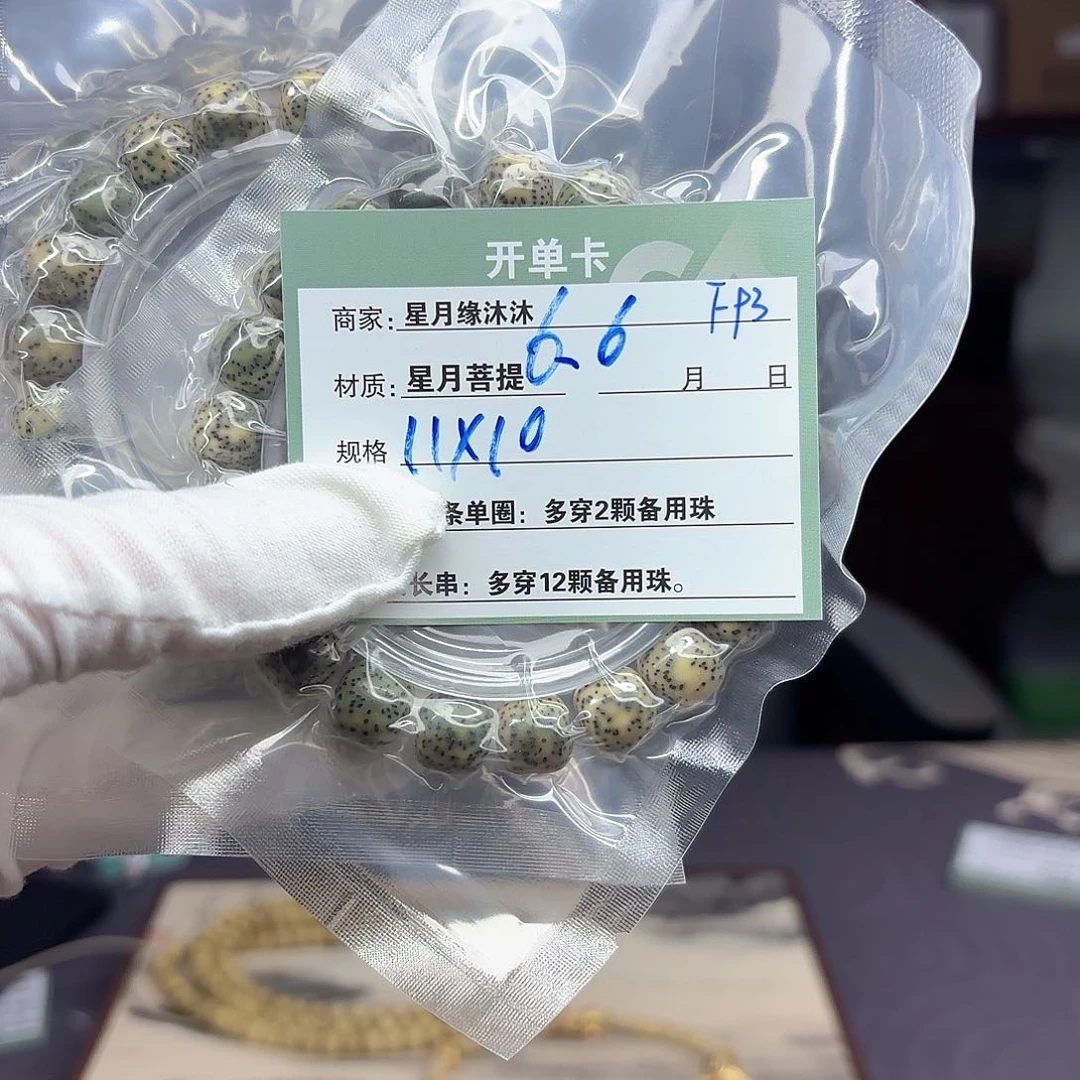 开单卡
商家: 星月缘沐沐 66 FP3
材质: 星月菩提 月 日
规格 11X10
条单圈: 多穿2颗备用珠
长串: 多穿12颗备用珠。